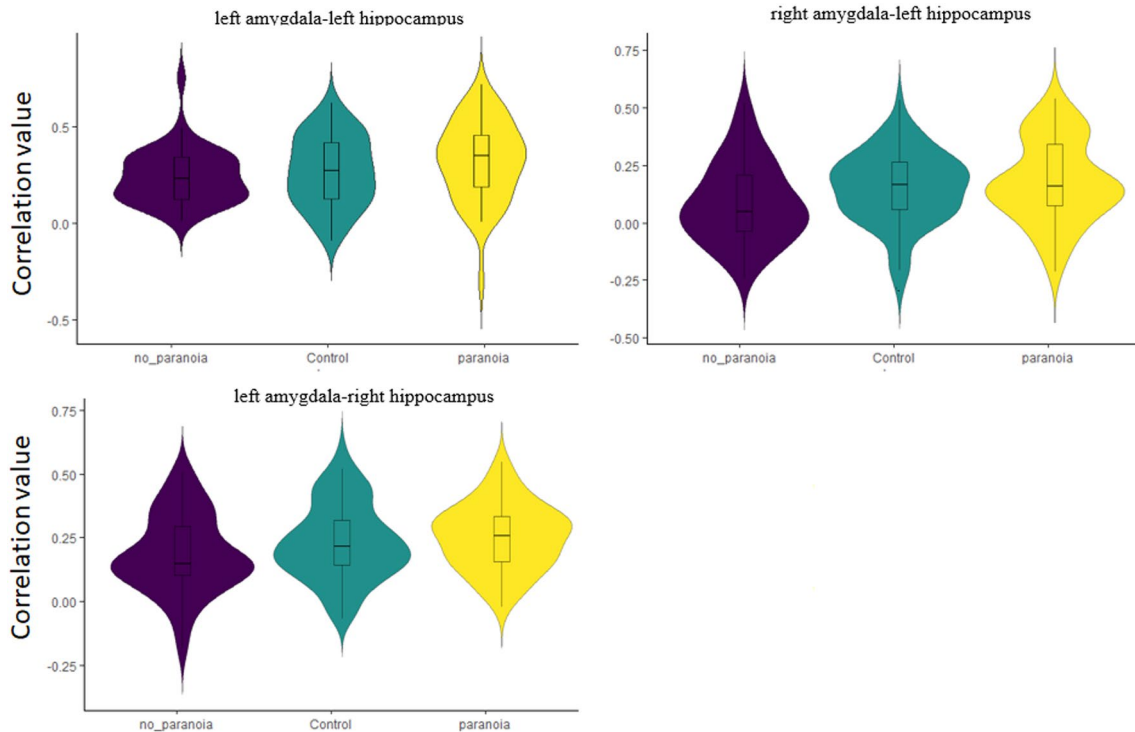 left amygdala-left hippocampus
Correlation value
0.5
0.0
-0.5
no_paranoia Control paranoia
right amygdala-left hippocampus
0.75
0.50
0.25
0.00
-0.25
-0.50
no_paranoia Control paranoia
left amygdala-right hippocampus
Correlation value
0.75
0.50
0.25
0.00
-0.25
no_paranoia Control paranoia